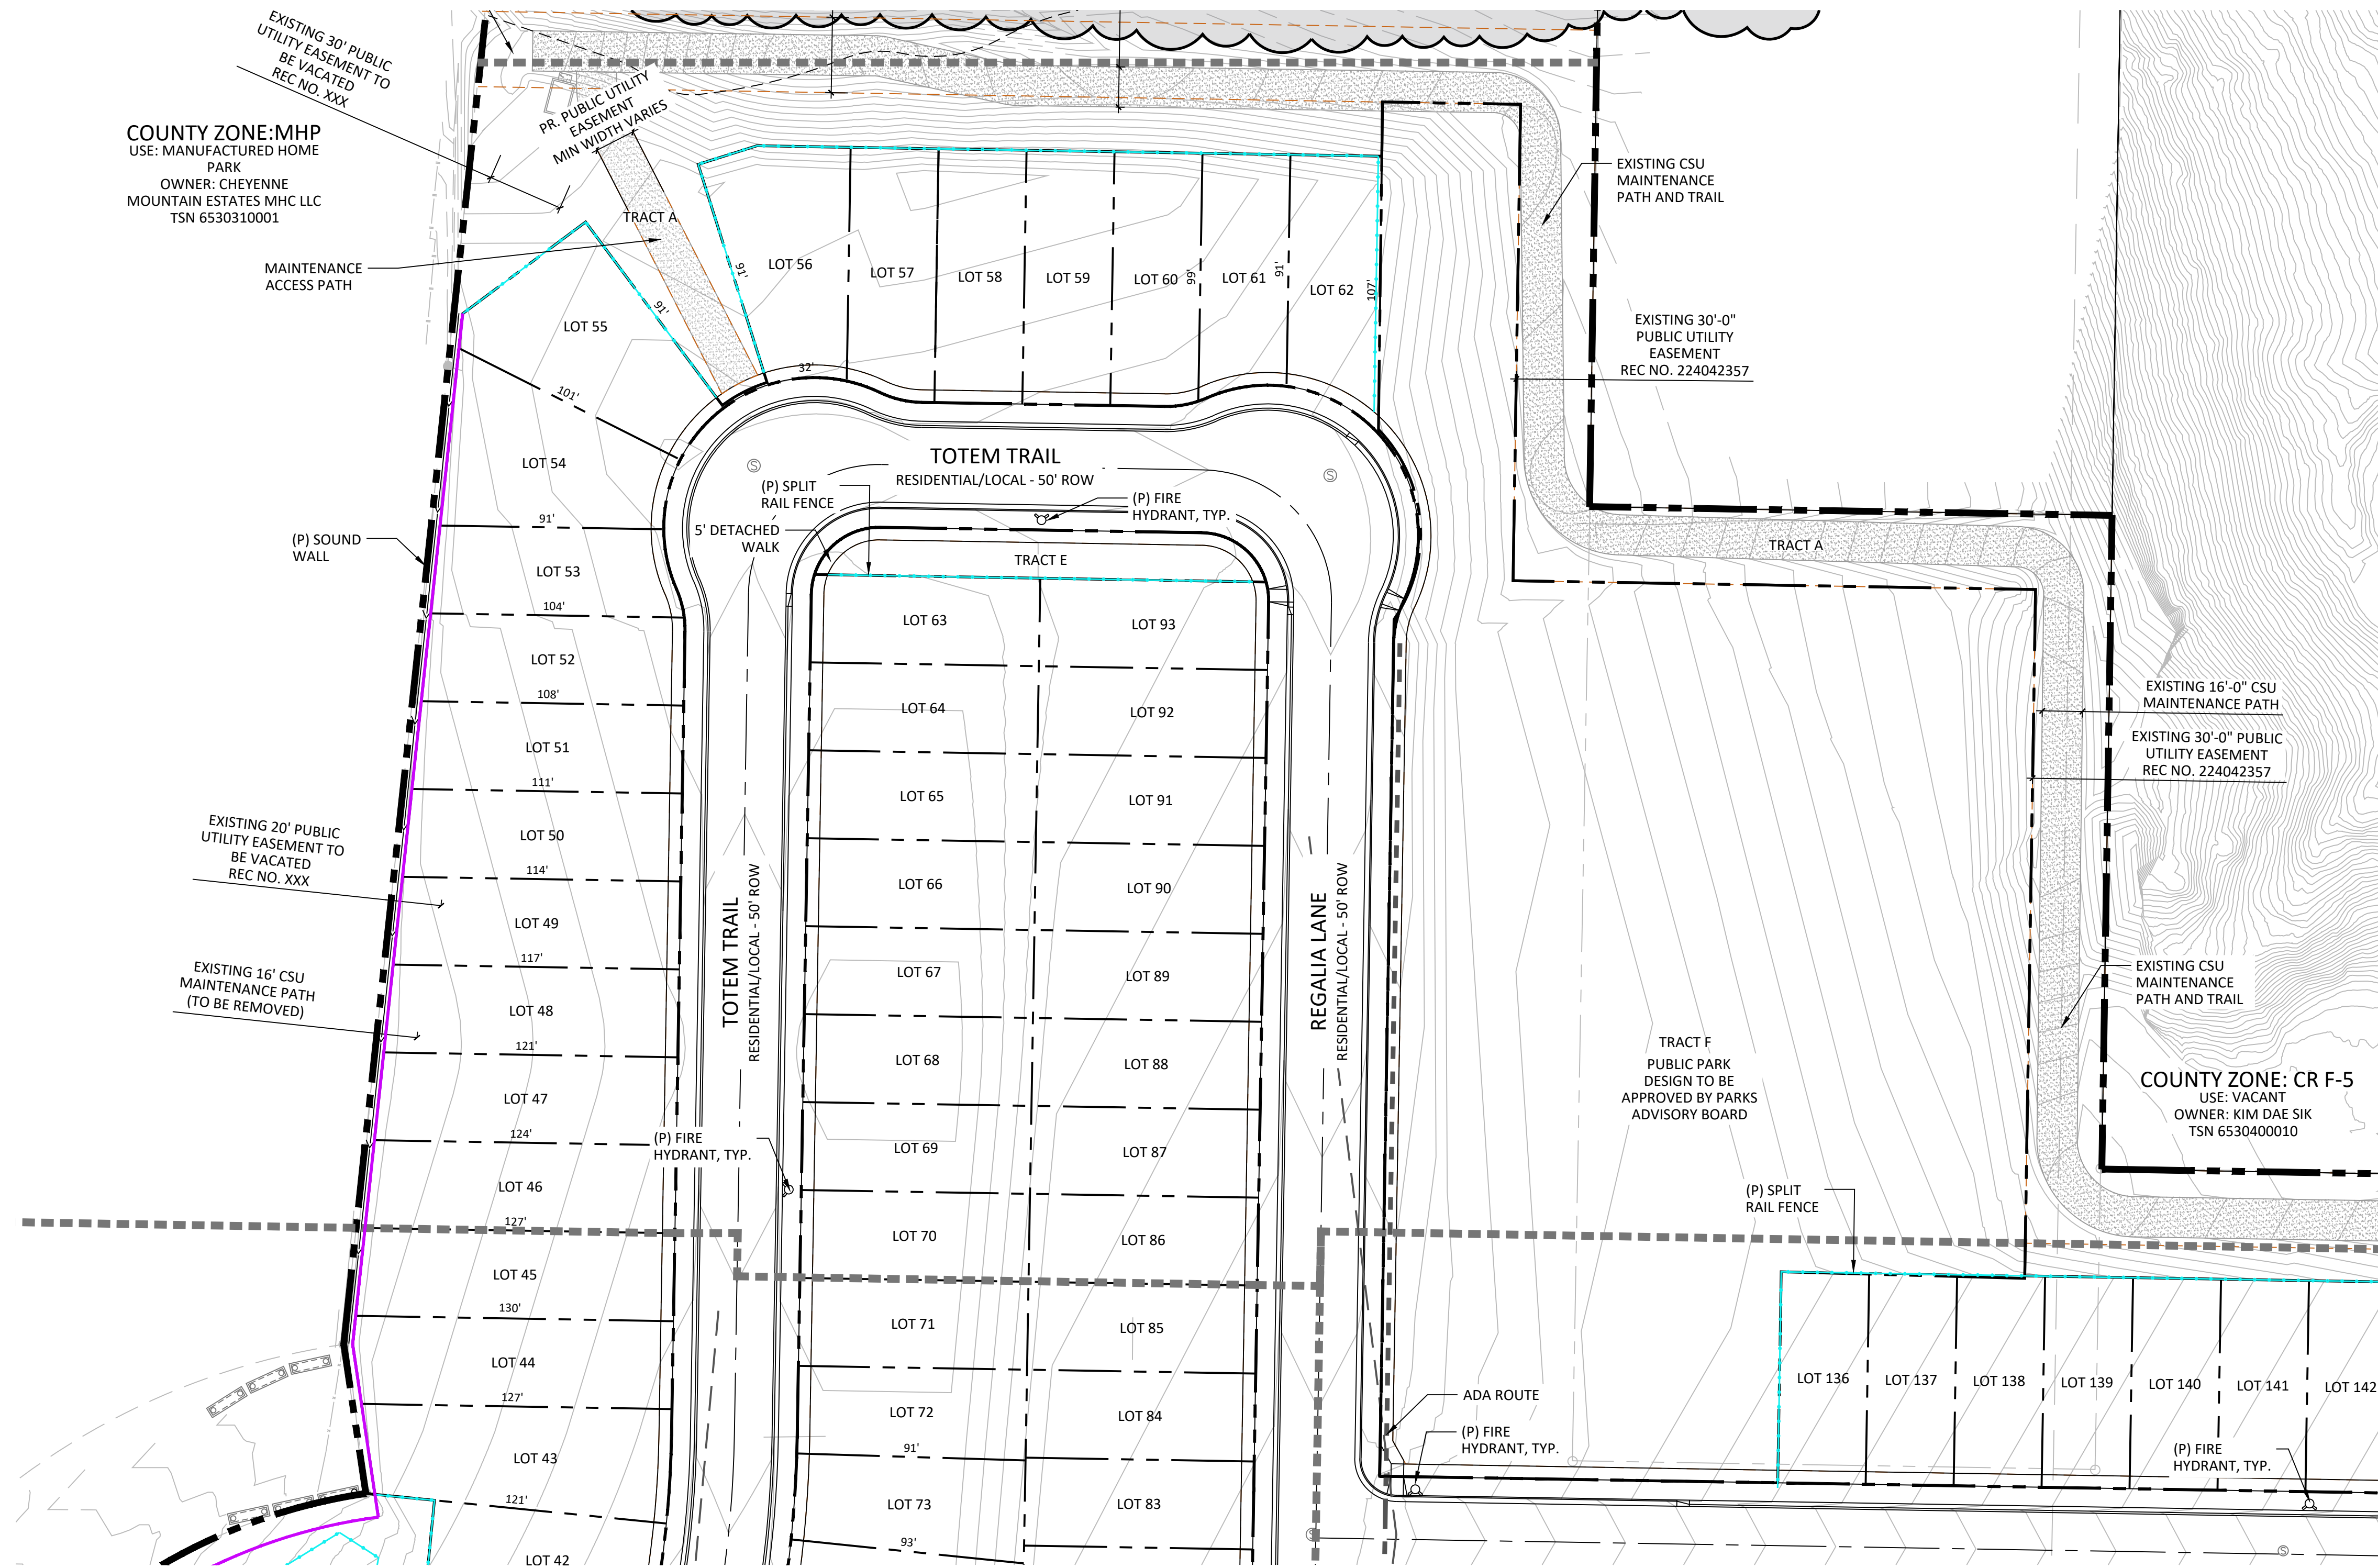 EXISTING 30' PUBLIC
UTILITY EASEMENT TO
BE VACATED
REC NO. XXX
COUNTY ZONE:MHP
USE: MANUFACTURED HOME
PARK
OWNER: CHEYENNE
MOUNTAIN ESTATES MHC LLC
TSN 6530310001
PR. PUBLIC UTILITY
EASEMENT
MIN WIDTH VARIES
TRACT A
MAINTENANCE
ACCESS PATH
91'
91'
LOT 55
LOT 56
LOT 57
LOT 58
LOT 59
LOT 60
99'
LOT 61
91'
LOT 62
107'
32'
101'
EXISTING CSU
MAINTENANCE
PATH AND TRAIL
EXISTING 30'-0"
PUBLIC UTILITY
EASEMENT
REC NO. 224042357
TOTEM TRAIL
RESIDENTIAL/LOCAL - 50' ROW
(P) SPLIT
RAIL FENCE
(P) FIRE
HYDRANT, TYP.
5' DETACHED
WALK
TRACT E
S
S
TRACT A
(P) SOUND
WALL
LOT 54
91'
LOT 53
104'
LOT 52
108'
LOT 51
111'
LOT 50
114'
LOT 49
117'
LOT 48
121'
LOT 47
124'
LOT 46
127'
LOT 45
130'
LOT 44
127'
LOT 43
121'
LOT 42
EXISTING 20' PUBLIC
UTILITY EASEMENT TO
BE VACATED
REC NO. XXX
EXISTING 16' CSU
MAINTENANCE PATH
(TO BE REMOVED)
TOTEM TRAIL
RESIDENTIAL/LOCAL - 50' ROW
(P) FIRE
HYDRANT, TYP.
LOT 63
LOT 93
LOT 64
LOT 92
LOT 65
LOT 91
LOT 66
LOT 90
LOT 67
LOT 89
LOT 68
LOT 88
LOT 69
LOT 87
LOT 70
LOT 86
LOT 71
LOT 85
LOT 72
LOT 84
91'
LOT 73
LOT 83
93'
REGALIA LANE
RESIDENTIAL/LOCAL - 50' ROW
EXISTING 16'-0" CSU
MAINTENANCE PATH
EXISTING 30'-0" PUBLIC
UTILITY EASEMENT
REC NO. 224042357
EXISTING CSU
MAINTENANCE
PATH AND TRAIL
TRACT F
PUBLIC PARK
DESIGN TO BE
APPROVED BY PARKS
ADVISORY BOARD
COUNTY ZONE: CR F-5
USE: VACANT
OWNER: KIM DAE SIK
TSN 6530400010
(P) SPLIT
RAIL FENCE
LOT 136
LOT 137
LOT 138
LOT 139
LOT 140
LOT 141
LOT 142
ADA ROUTE
(P) FIRE
HYDRANT, TYP.
(P) FIRE
HYDRANT, TYP.
S
S